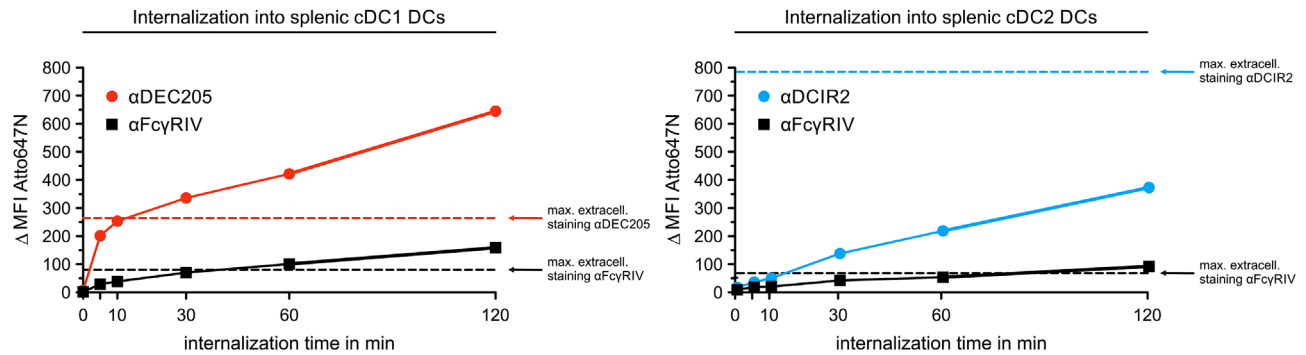 Internalization into splenic cDC1 DCs
Δ MFI Atto647N
800
700
600
500
400
300
200
100
0
αDEC205
αFcγRIV
max. extracell.
staining αDEC205
max. extracell.
staining αFcγRIV
0
10
30
60
120
internalization time in min
Internalization into splenic cDC2 DCs
Δ MFI Atto647N
800
700
600
500
400
300
200
100
0
αDCIR2
αFcγRIV
max. extracell.
staining αDCIR2
max. extracell.
staining αFcγRIV
0
10
30
60
120
internalization time in min